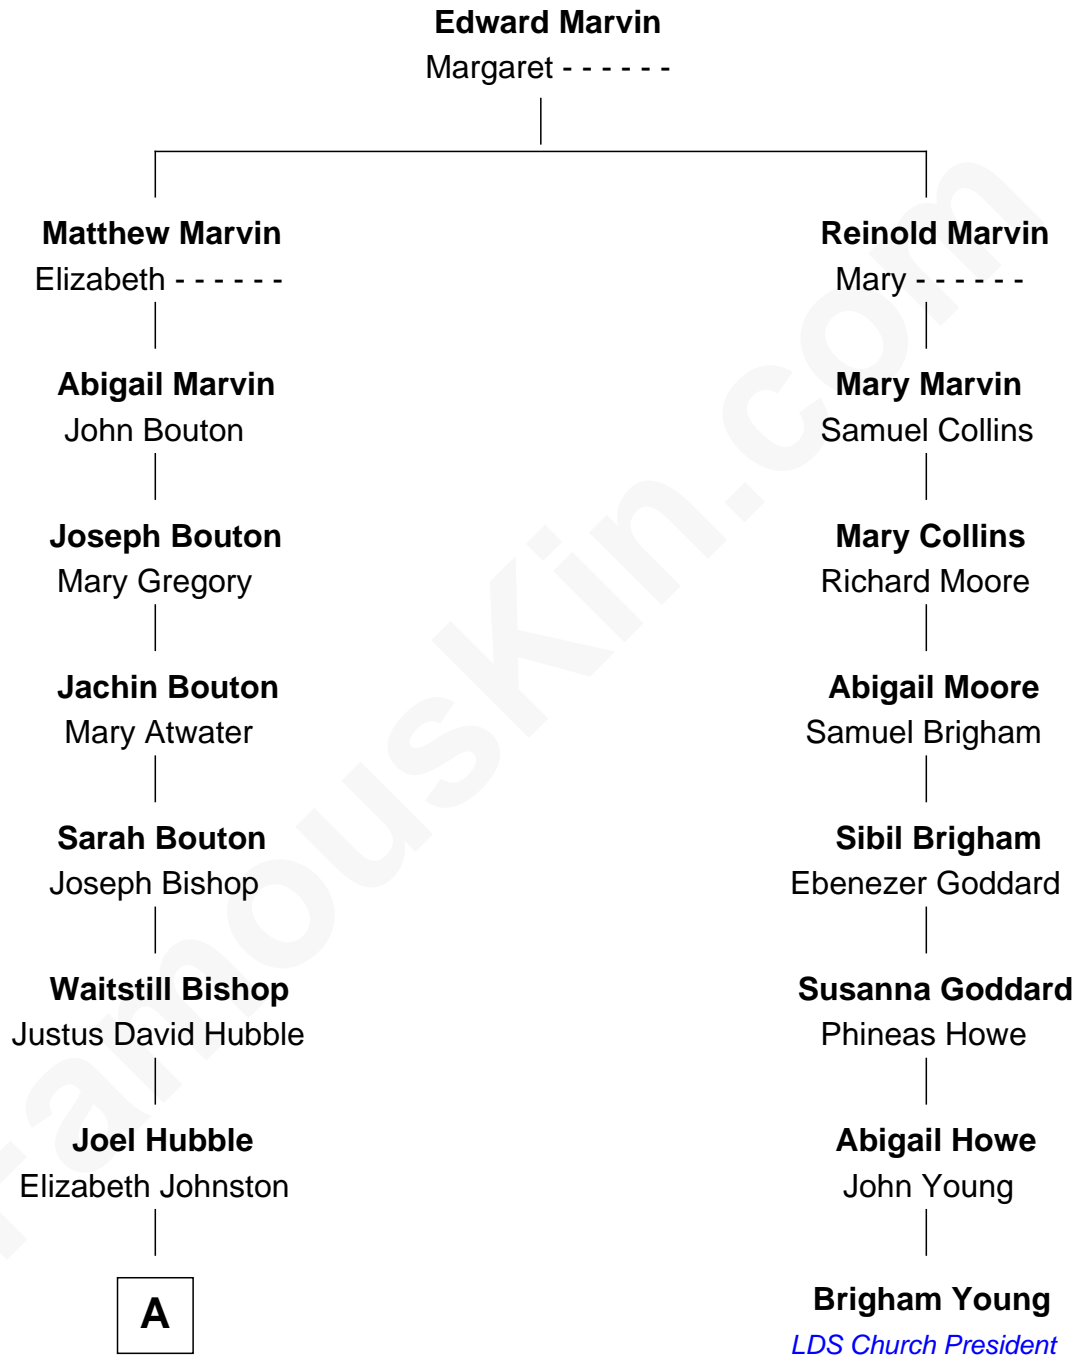 Edward Marvin
Margaret - - - - - -
Matthew Marvin
Elizabeth - - - - - -
Abigail Marvin
John Bouton
Joseph Bouton
Mary Gregory
Jachin Bouton
Mary Atwater
Sarah Bouton
Joseph Bishop
Waitstill Bishop
Justus David Hubble
Joel Hubble
Elizabeth Johnston
A
Reinold Marvin
Mary - - - - - -
Mary Marvin
Samuel Collins
Mary Collins
Richard Moore
Abigail Moore
Samuel Brigham
Sibil Brigham
Ebenezer Goddard
Susanna Goddard
Phineas Howe
Abigail Howe
John Young
Brigham Young
LDS Church President
FamousKin.com